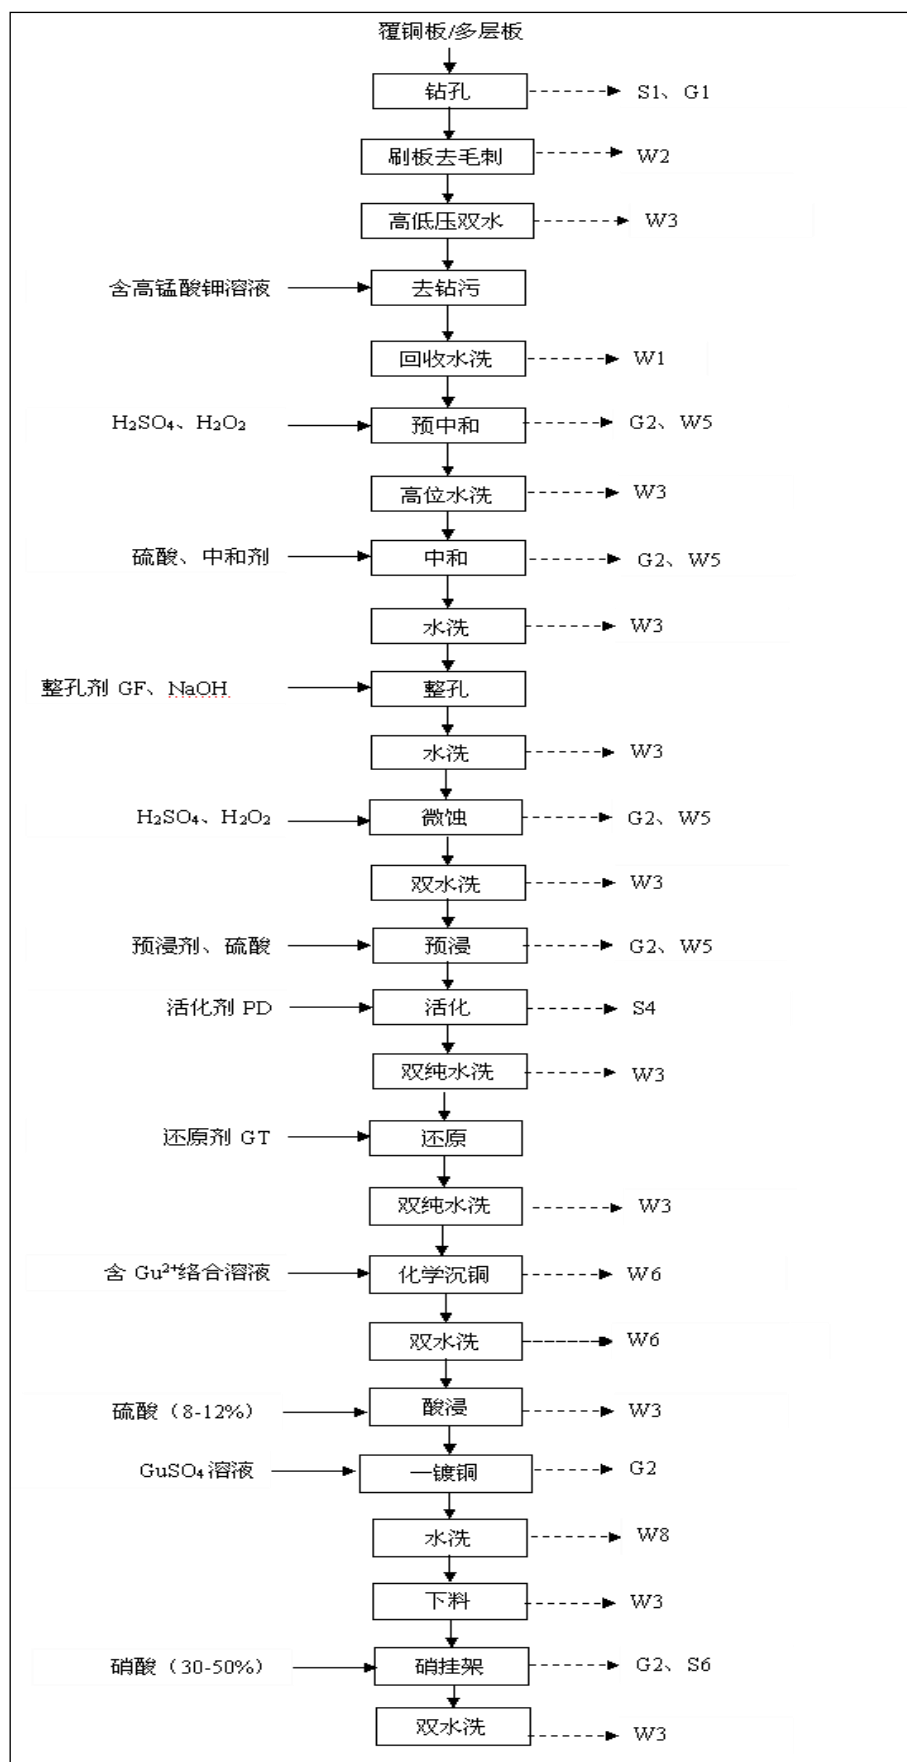 覆铜板/多层板
钻孔 S1、G1
刷板去毛刺 W2
高低压双水 W3
含高锰酸钾溶液 去钻污
回收水洗 W1
H₂SO₄、H₂O₂ 预中和 G2、W5
高位水洗 W3
硫酸、中和剂 中和 G2、W5
水洗 W3
整孔剂 GF、NaOH 整孔
水洗 W3
H₂SO₄、H₂O₂ 微蚀 G2、W5
双水洗 W3
预浸剂、硫酸 预浸 G2、W5
活化剂 PD 活化 S4
双纯水洗 W3
还原剂 GT 还原
双纯水洗 W3
含 Gu²⁺络合溶液 化学沉铜 W6
双水洗 W6
硫酸（8-12%） 酸浸 W3
GuSO₄ 溶液 一镀铜 G2
水洗 W8
下料 W3
硝酸（30-50%） 硝挂架 G2、S6
双水洗 W3